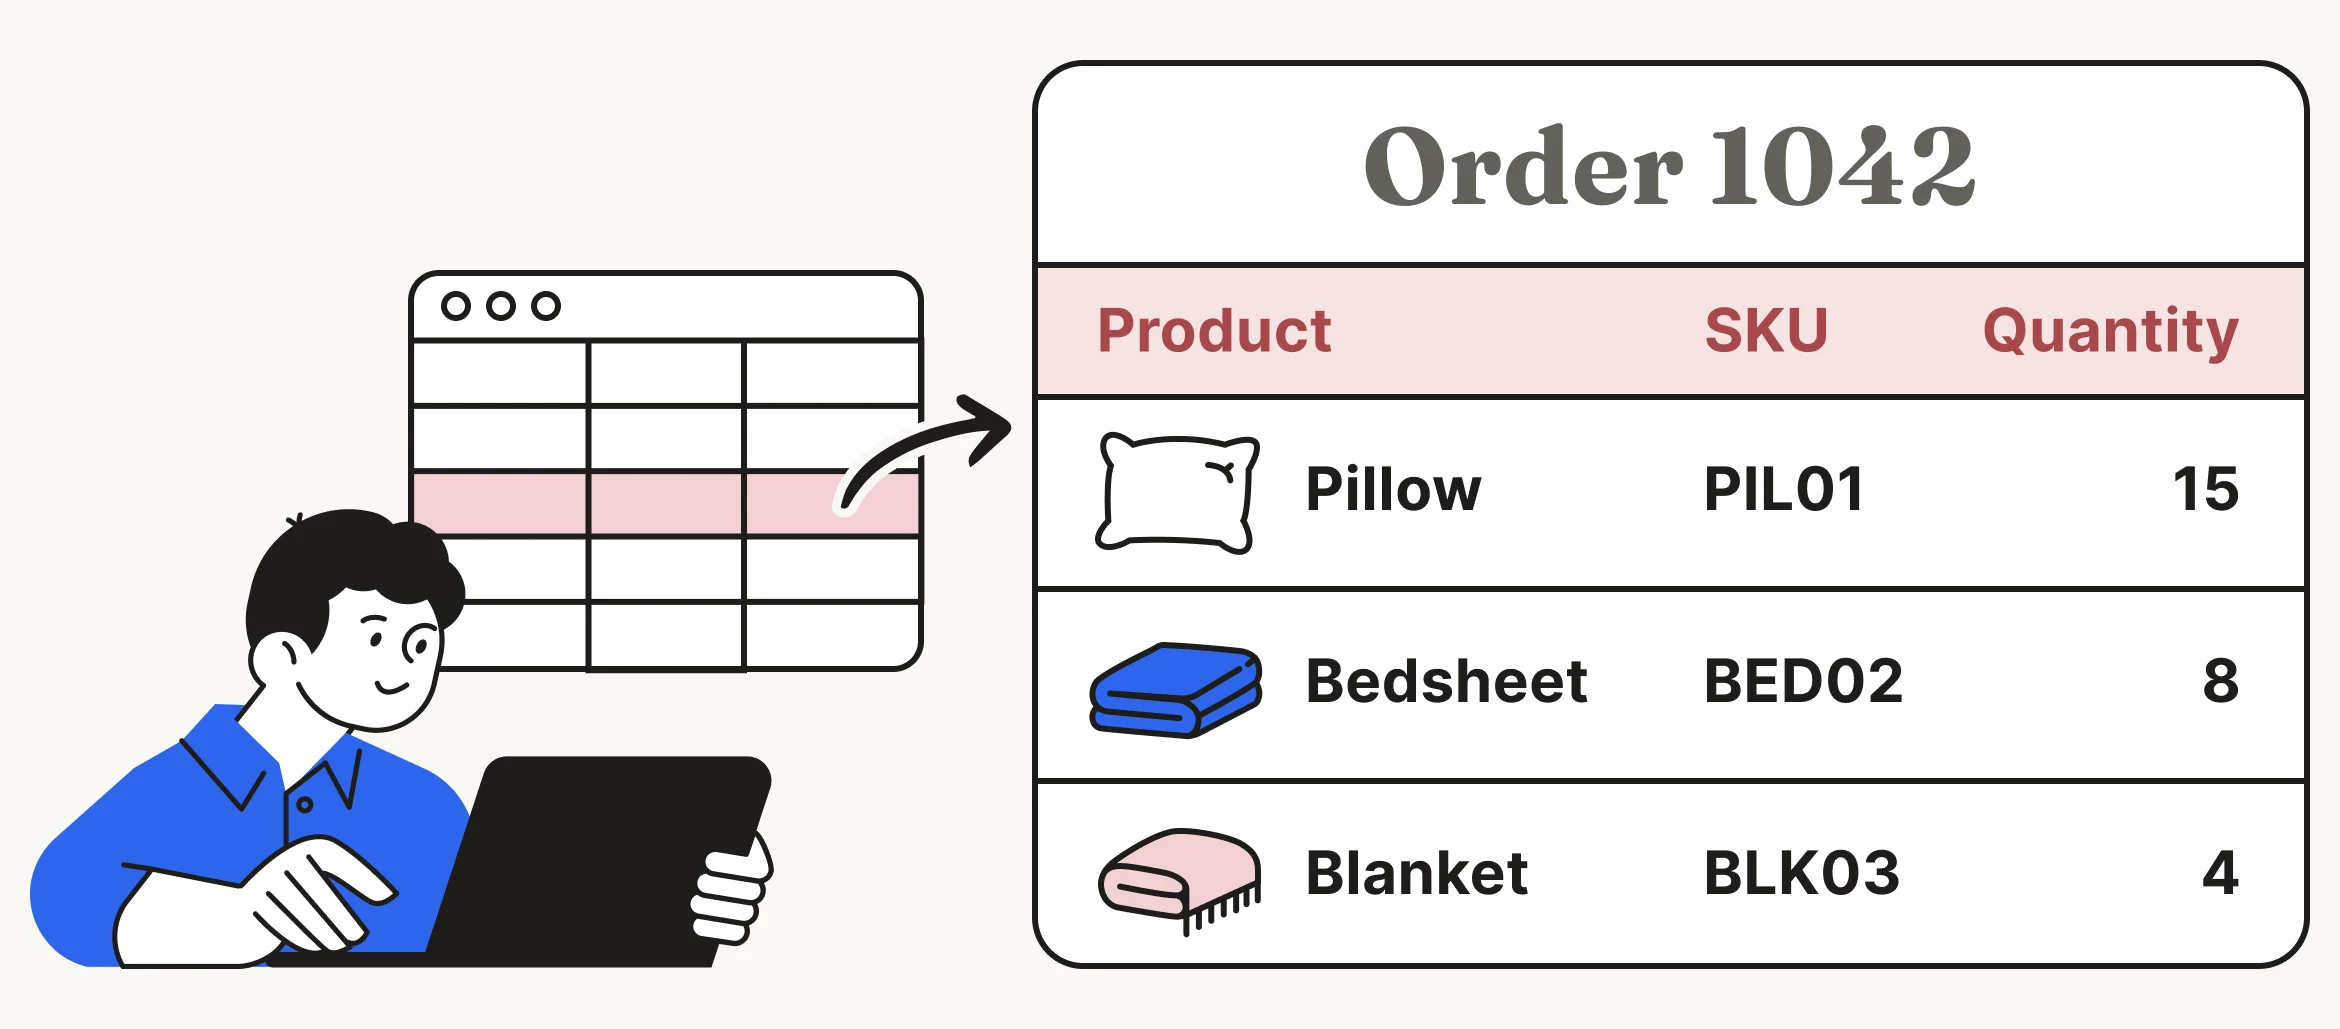 Order 1042
Product SKU Quantity
Pillow PIL01 15
Bedsheet BED02 8
Blanket BLK03 4